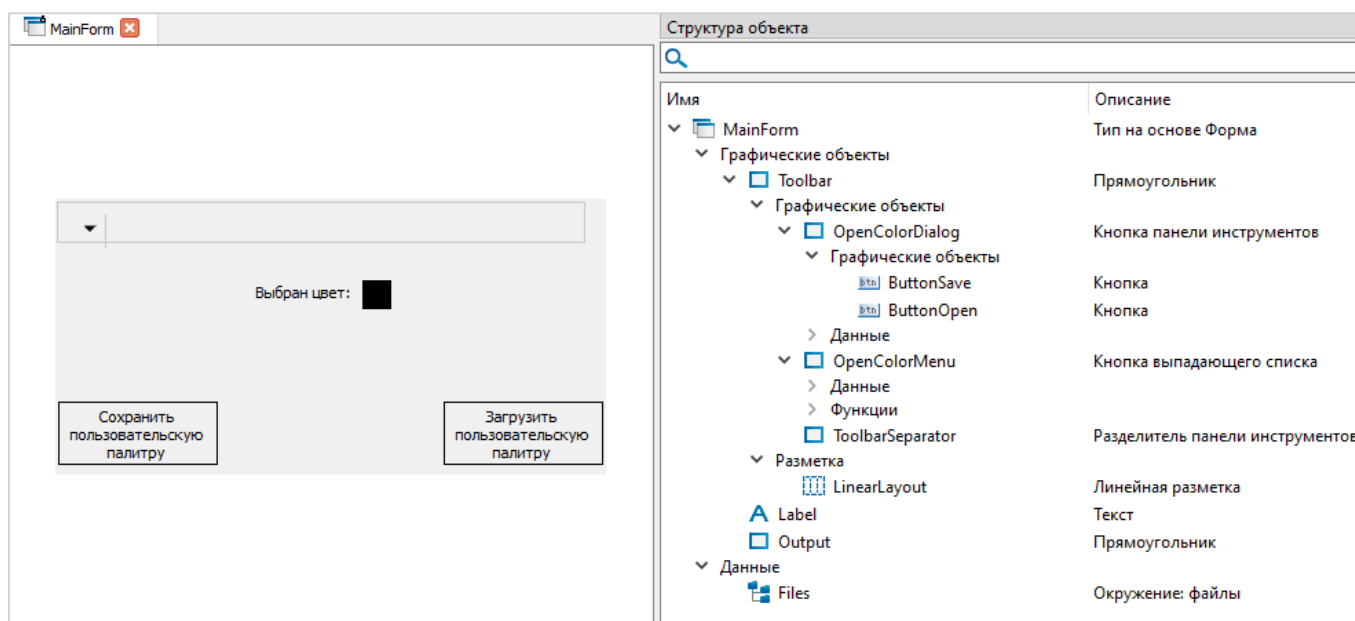 MainForm
Выбран цвет:
Сохранить
пользовательскую
палитру
Загрузить
пользовательскую
палитру
Структура объекта
Имя Описание
MainForm Тип на основе Форма
Графические объекты
Toolbar Прямоугольник
Графические объекты
OpenColorDialog Кнопка панели инструментов
Графические объекты
btn ButtonSave Кнопка
btn ButtonOpen Кнопка
Данные
OpenColorMenu Кнопка выпадающего списка
Данные
Функции
ToolbarSeparator Разделитель панели инструментов
Разметка
LinearLayout Линейная разметка
A Label Текст
Output Прямоугольник
Данные
Files Окружение: файлы